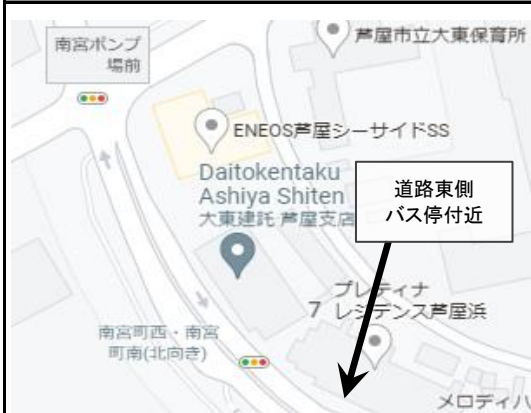 南宮ポンプ
場前
芦屋市立大東保育所
ENEOS芦屋シーサイドSS
Daitokentaku
Ashiya Shiten
大東建託 芦屋支店
道路東側
バス停付近
プレティナ
7 レジデンス芦屋浜
南宮町西・南宮
町南(北向き)
メロディハ